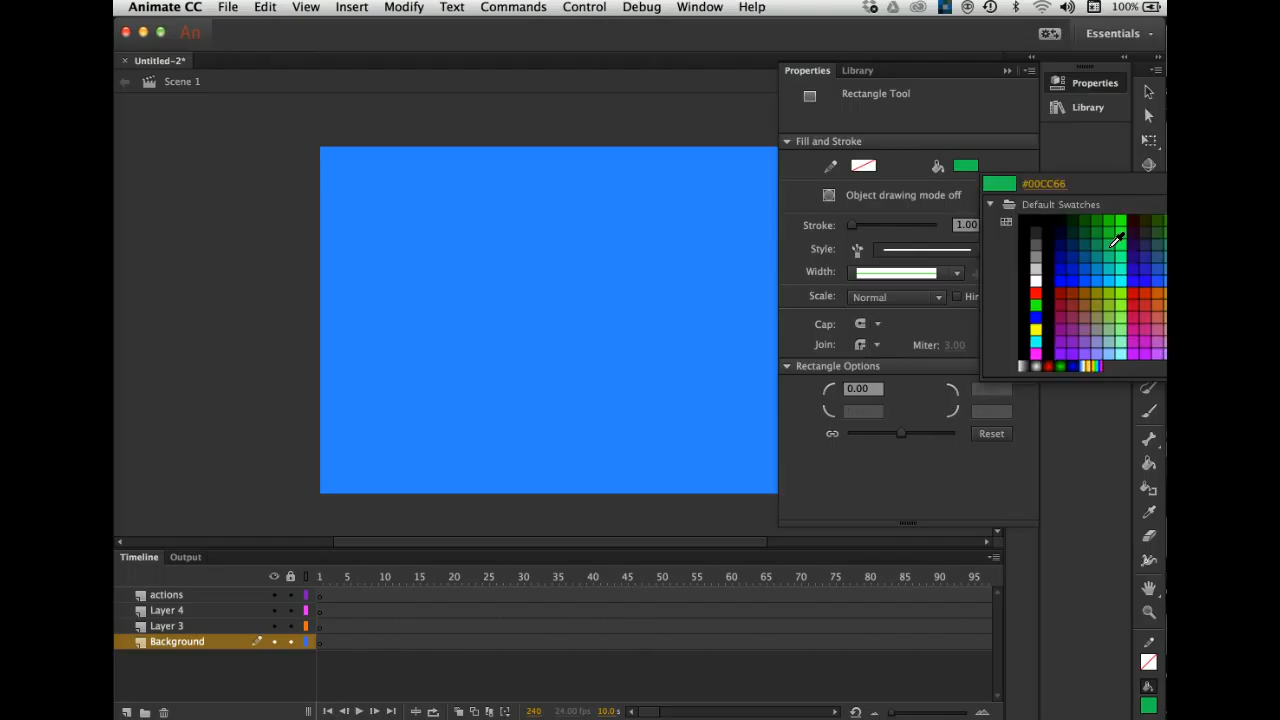 Animate CC File Edit View Insert Modify Text Commands Control Debug Window Help 100%
An Essentials
× Untitled-2*
Scene 1
Properties Library
Rectangle Tool
Properties
Library
Fill and Stroke
#00CC66
Object drawing mode off
Default Swatches
Stroke: 1.00
Style:
Width:
Scale: Normal Hin
Cap:
Join: Miter: 3.00
Rectangle Options
0.00
Reset
Timeline Output
1 5 10 15 20 25 30 35 40 45 50 55 60 65 70 75 80 85 90 95
actions
Layer 4
Layer 3
Background
240 24.00 fps 10.0 s